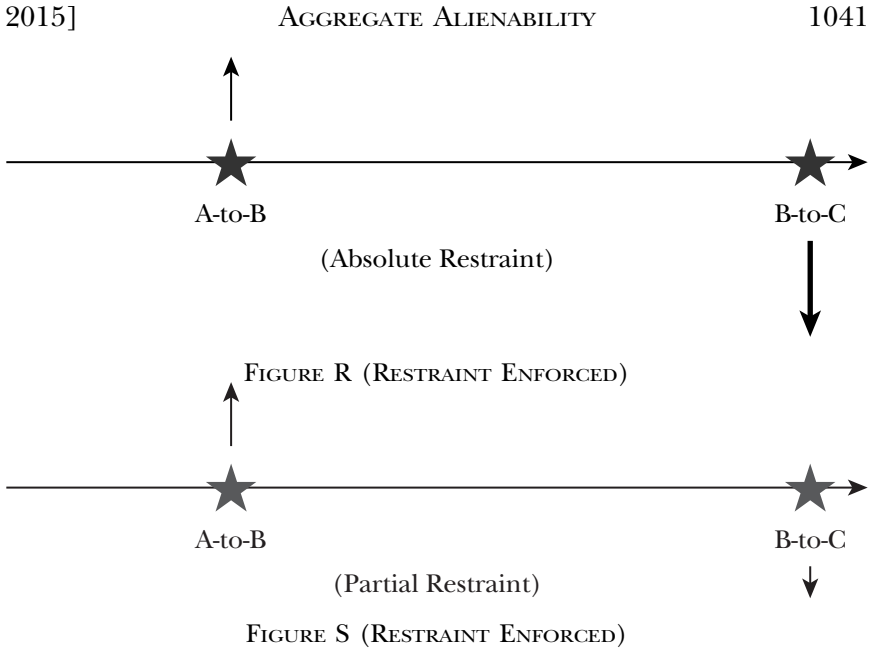 2015] AGGREGATE ALIENABILITY 1041
A-to-B B-to-C
(Absolute Restraint)
FIGURE R (RESTRAINT ENFORCED)
A-to-B B-to-C
(Partial Restraint)
FIGURE S (RESTRAINT ENFORCED)